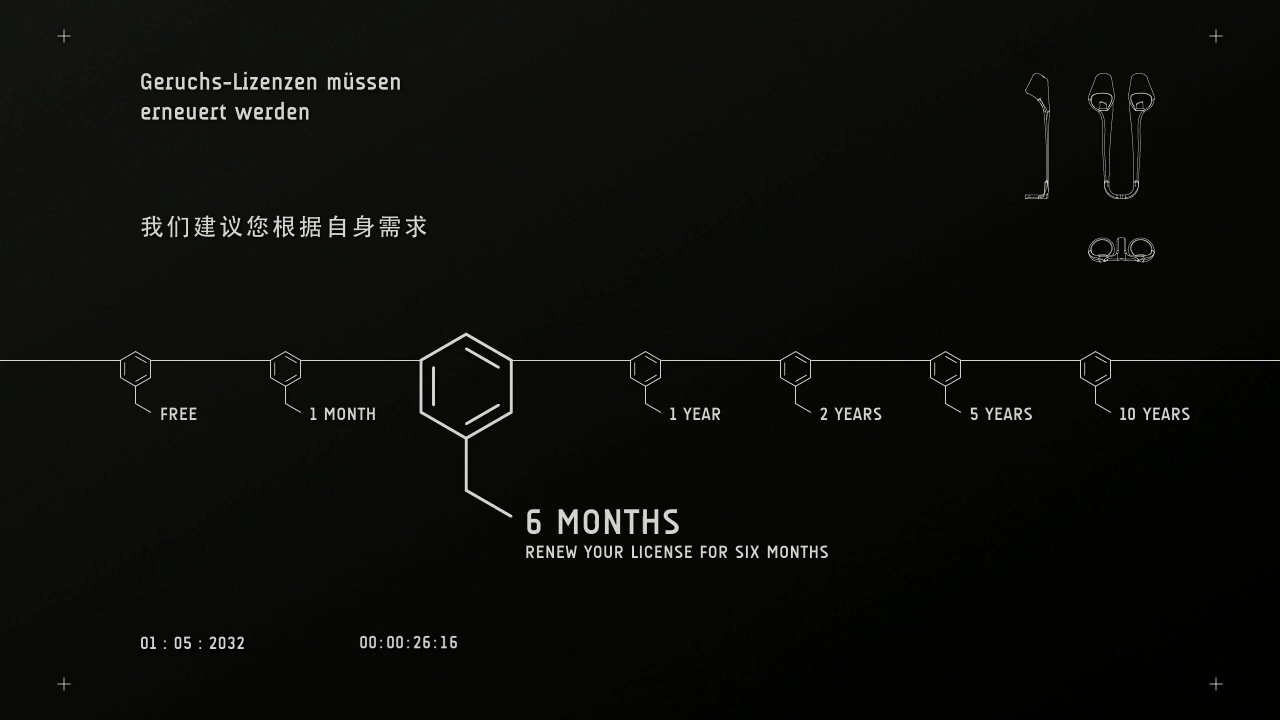 Geruchs-Lizenzen müssen
erneuert werden
我们建议您根据自身需求
FREE
1 MONTH
1 YEAR
2 YEARS
5 YEARS
10 YEARS
6 MONTHS
RENEW YOUR LICENSE FOR SIX MONTHS
01 : 05 : 2032
00:00:26:16